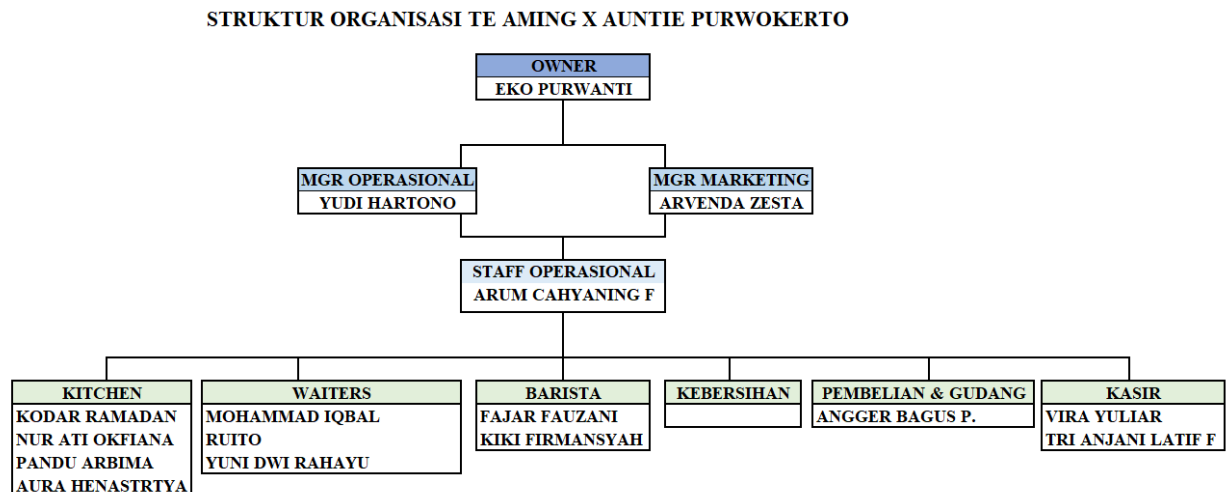 STRUKTUR ORGANISASI TE AMING X AUNTIE PURWOKERTO
OWNER
EKO PURWANTI
MGR OPERASIONAL
YUDI HARTONO
MGR MARKETING
ARVENDA ZESTA
STAFF OPERASIONAL
ARUM CAHYANING F
KITCHEN
KODAR RAMADAN
NUR ATI OKFIANA
PANDU ARBIMA
AURA HENASTRTYA
WAITERS
MOHAMMAD IQBAL
RUITO
YUNI DWI RAHAYU
BARISTA
FAJAR FAUZANI
KIKI FIRMANSYAH
KEBERSIHAN
PEMBELIAN & GUDANG
ANGGER BAGUS P.
KASIR
VIRA YULIAR
TRI ANJANI LATIF F